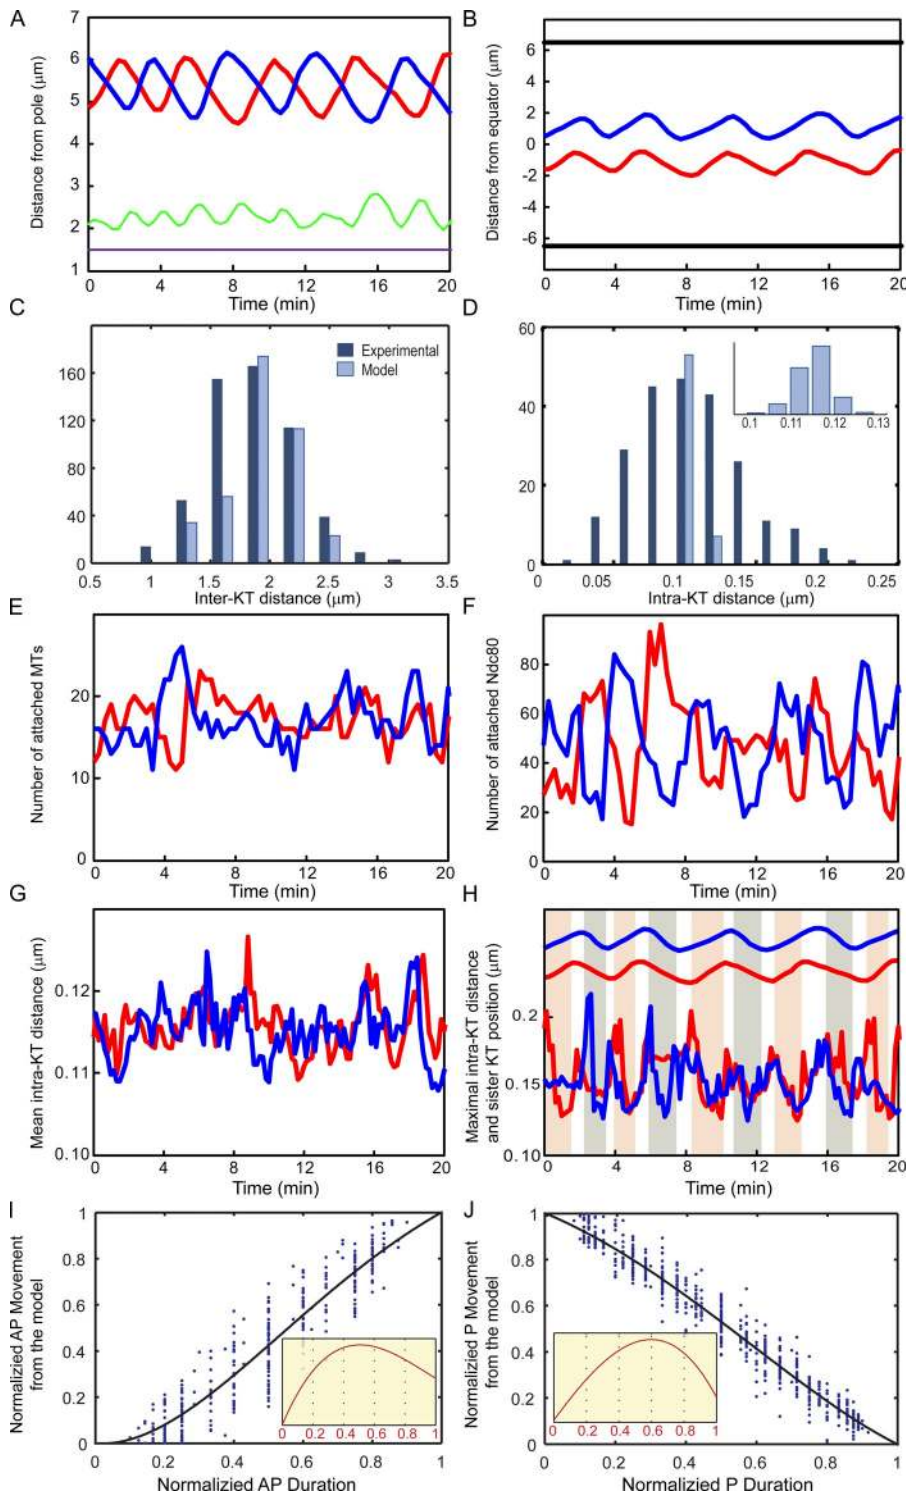 A
Distance from pole (μm)
7
6
5
4
3
2
1
0 4 8 12 16 20
Time (min)
B
Distance from equator (μm)
6
4
2
0
-2
-6
0 4 8 12 16 20
Time (min)
C
160
120
80
40
0
0.5 1 1.5 2 2.5 3 3.5
Inter-KT distance (μm)
Experimental
Model
D
60
40
20
0
0 0.05 0.1 0.15 0.2 0.25
Intra-KT distance (μm)
0.1 0.11 0.12 0.13
E
Number of attached MTs
20
10
0
0 4 8 12 16 20
Time (min)
F
Number of attached Ndc80
80
60
40
20
0
0 4 8 12 16 20
Time (min)
G
Mean intra-KT distance (μm)
0.12
0.11
0.10
0 4 8 12 16 20
Time (min)
H
Maximal intra-KT distance
and sister KT position (μm)
0.2
0.15
0.10
0 4 8 12 16 20
Time (min)
I
Normalizied AP Movement
from the model
1
0.8
0.6
0.4
0.2
0
0 0.2 0.4 0.6 0.8 1
Normalizied AP Duration
0 0.2 0.4 0.6 0.8 1
J
Normalizied P Movement
from the model
1
0.8
0.6
0.4
0.2
0
0 0.2 0.4 0.6 0.8 1
Normalizied P Duration
0 0.2 0.4 0.6 0.8 1